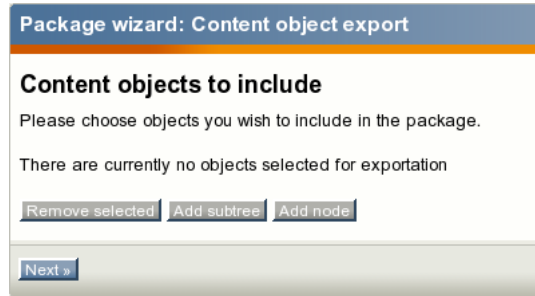 Package wizard: Content object export
Content objects to include
Please choose objects you wish to include in the package.
There are currently no objects selected for exportation
Remove selected Add subtree Add node
Next »